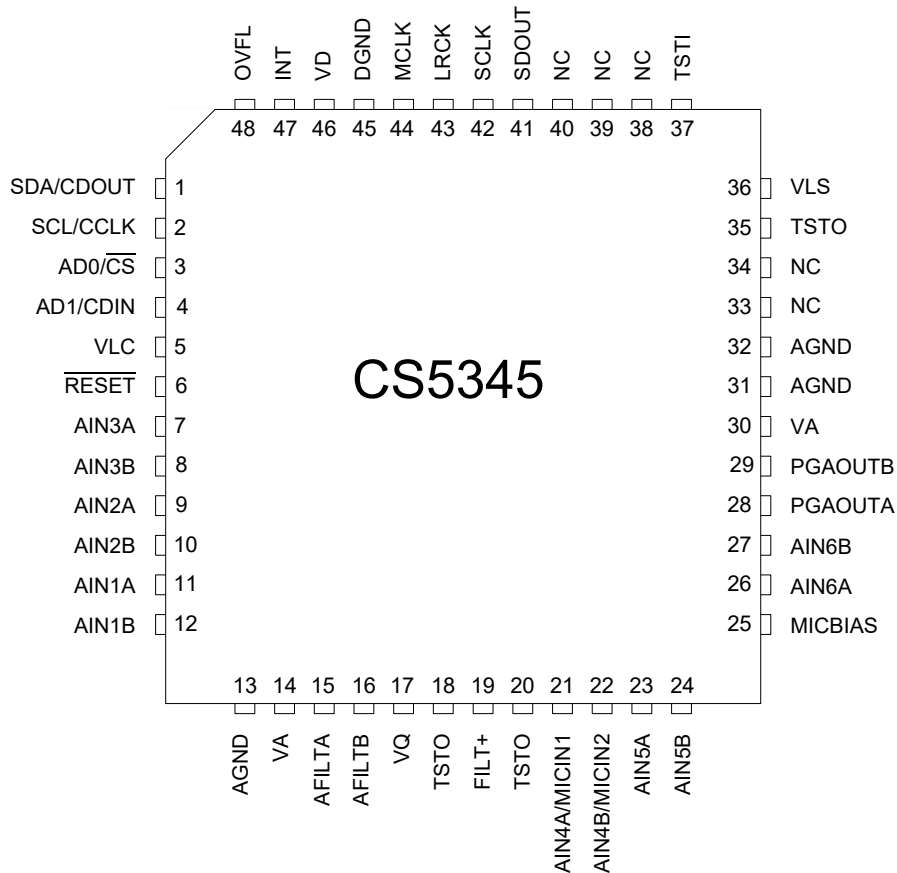 OVFL
INT
VD
DGND
MCLK
LRCK
SCLK
SDOUT
NC
NC
NC
TSTI
48 47 46 45 44 43 42 41 40 39 38 37
SDA/CDOUT 1
SCL/CCLK 2
AD0/CS 3
AD1/CDIN 4
VLC 5
RESET 6
AIN3A 7
AIN3B 8
AIN2A 9
AIN2B 10
AIN1A 11
AIN1B 12
CS5345
36 VLS
35 TSTO
34 NC
33 NC
32 AGND
31 AGND
30 VA
29 PGAOUTB
28 PGAOUTA
27 AIN6B
26 AIN6A
25 MICBIAS
13 14 15 16 17 18 19 20 21 22 23 24
AGND
VA
AFILTA
AFILTB
VQ
TSTO
FILT+
TSTO
AIN4A/MICIN1
AIN4B/MICIN2
AIN5A
AIN5B